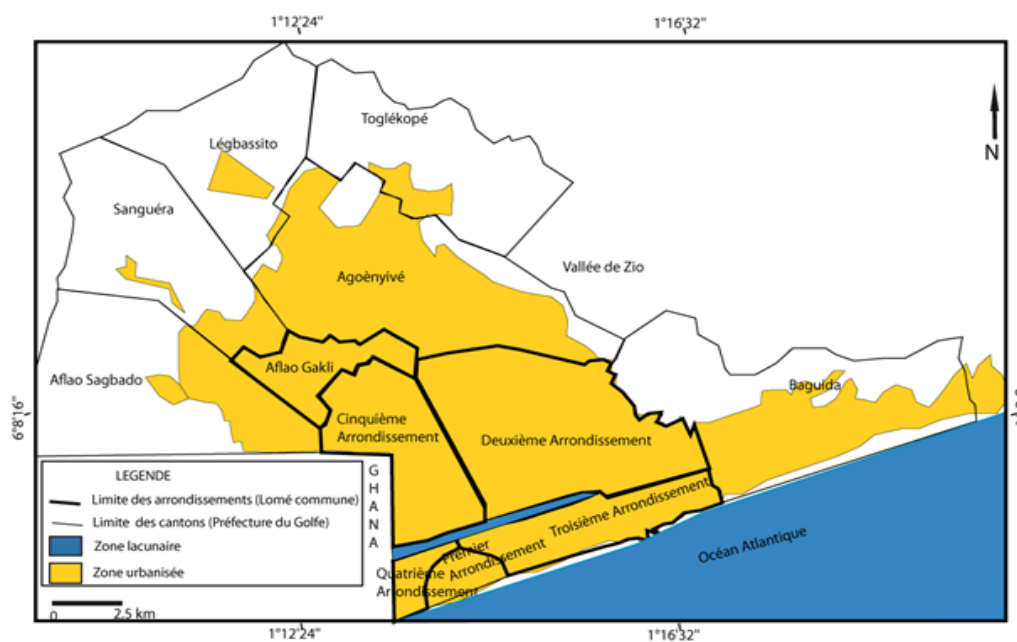 1°12'24"
1°16'32"
Toglékopé
Légbassito
N
Sanguéra
Vallée de Zio
Agoènyivé
Aflao Gakli
Aflao Sagbado
Baguida
6°8'16"
Cinquième
Arrondissement
Deuxième Arrondissement
LEGENDE
Limite des arrondissements (Lomé commune)
Limite des cantons (Préfecture du Golfe)
Zone lacunaire
Zone urbanisée
GHANA
Troisième Arrondissement
Premier
Arrondissement
Quatrième
Arrondissement
Océan Atlantique
0
2.5 km
1°12'24"
1°16'32"